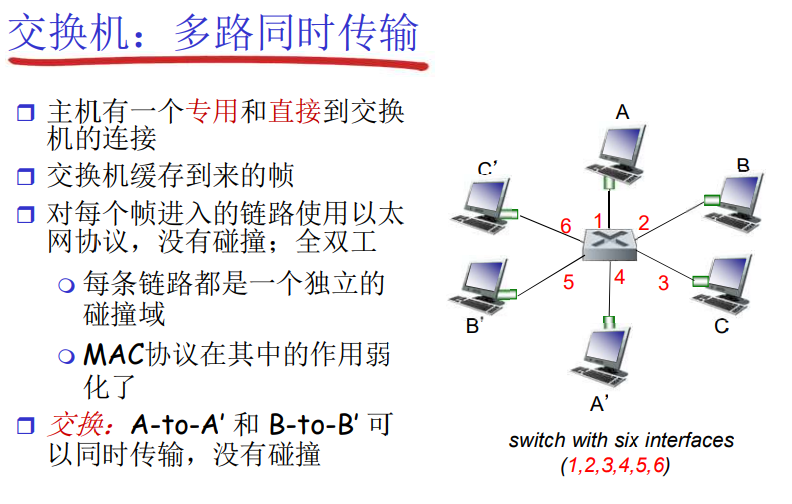 交换机：多路同时传输
主机有一个专用和直接到交换
机的连接
交换机缓存到来的帧
对每个帧进入的链路使用以太
网协议，没有碰撞；全双工
每条链路都是一个独立的
碰撞域
MAC协议在其中的作用弱
化了
交换：A-to-A’ 和 B-to-B’ 可
以同时传输，没有碰撞
A
C’
B
6
1
2
5
4
3
B’
C
A’
switch with six interfaces
(1,2,3,4,5,6)